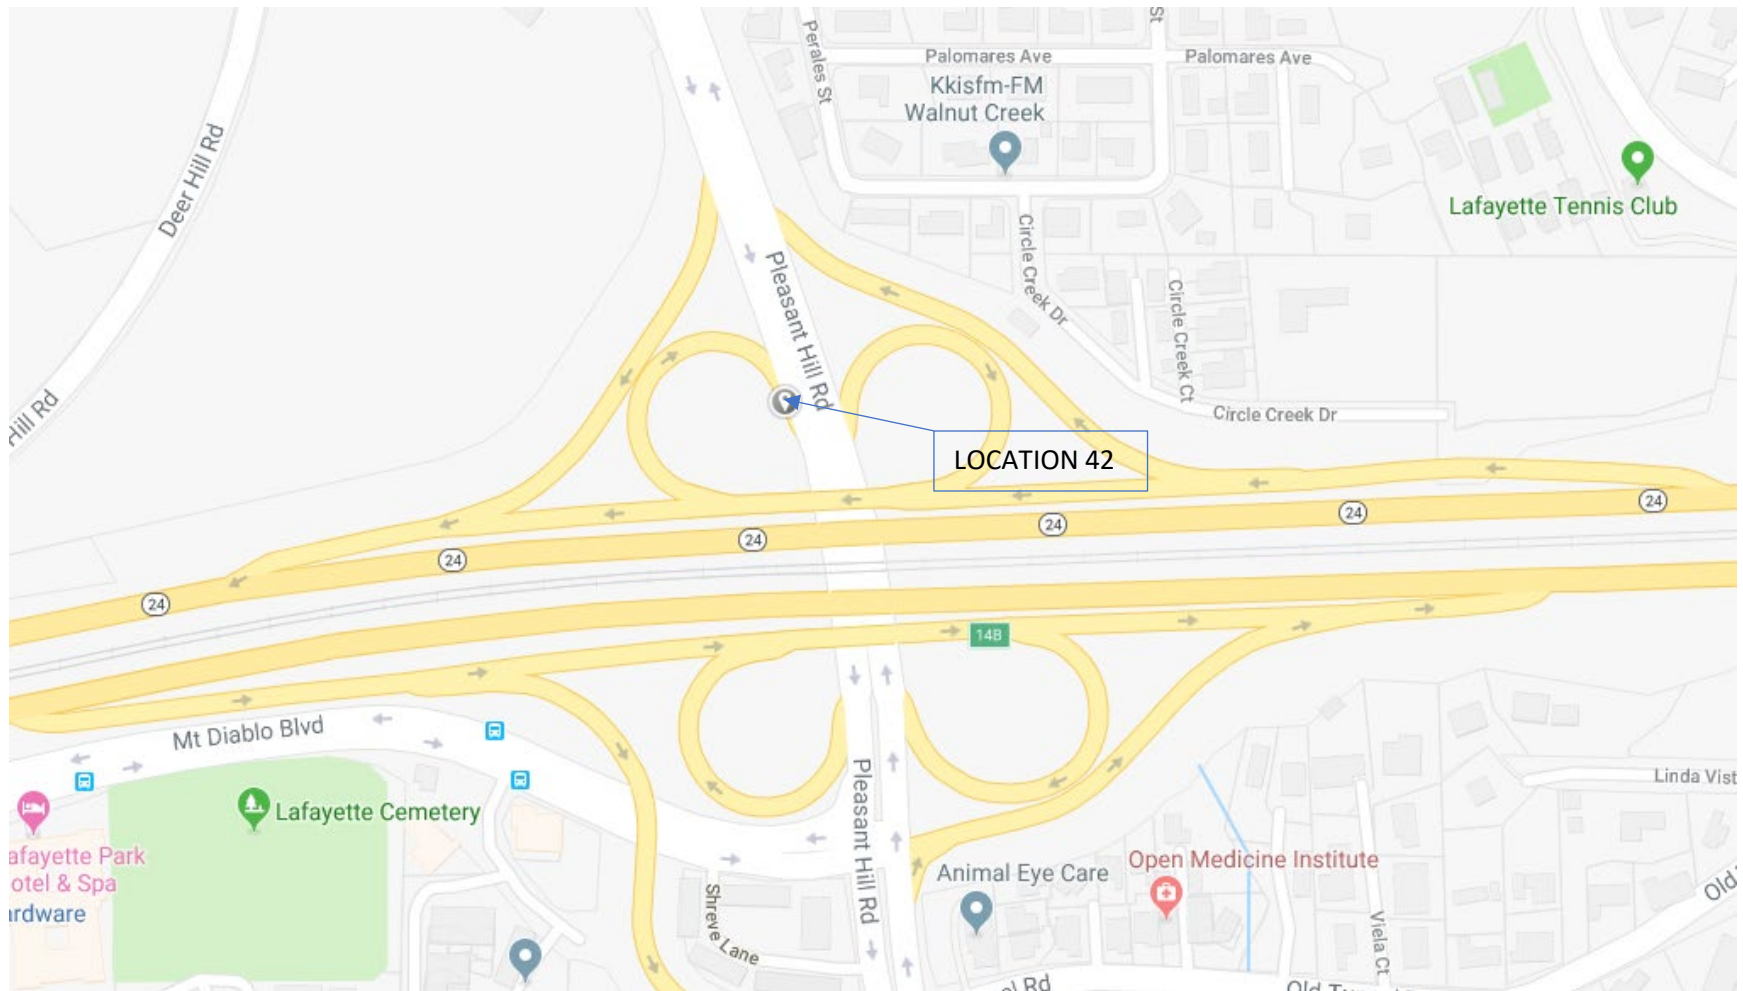 St
Perales St
Palomares Ave
Palomares Ave
Kkisfm-FM
Walnut Creek
Deer Hill Rd
Lafayette Tennis Club
Circle Creek Dr
Pleasant Hill Rd
Circle Creek Ct
Hill Rd
Circle Creek Dr
LOCATION 42
24
24
24
24
24
24
14B
Mt Diablo Blvd
Pleasant Hill Rd
Linda Vist
Lafayette Cemetery
afayette Park
otel & Spa
ardware
Animal Eye Care
Open Medicine Institute
Shreve Lane
Viela Ct
Old
ol Rd